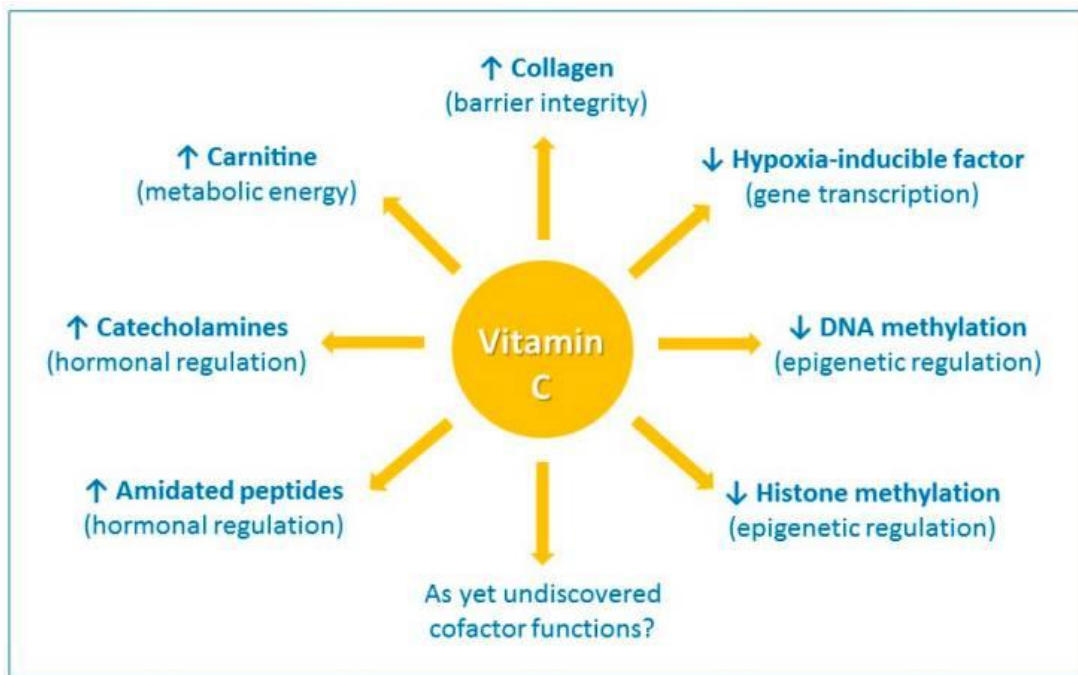 ↑ Collagen
(barrier integrity)
↑ Carnitine
(metabolic energy)
↓ Hypoxia-inducible factor
(gene transcription)
↑ Catecholamines
(hormonal regulation)
Vitamin
C
↓ DNA methylation
(epigenetic regulation)
↑ Amidated peptides
(hormonal regulation)
↓ Histone methylation
(epigenetic regulation)
As yet undiscovered
cofactor functions?